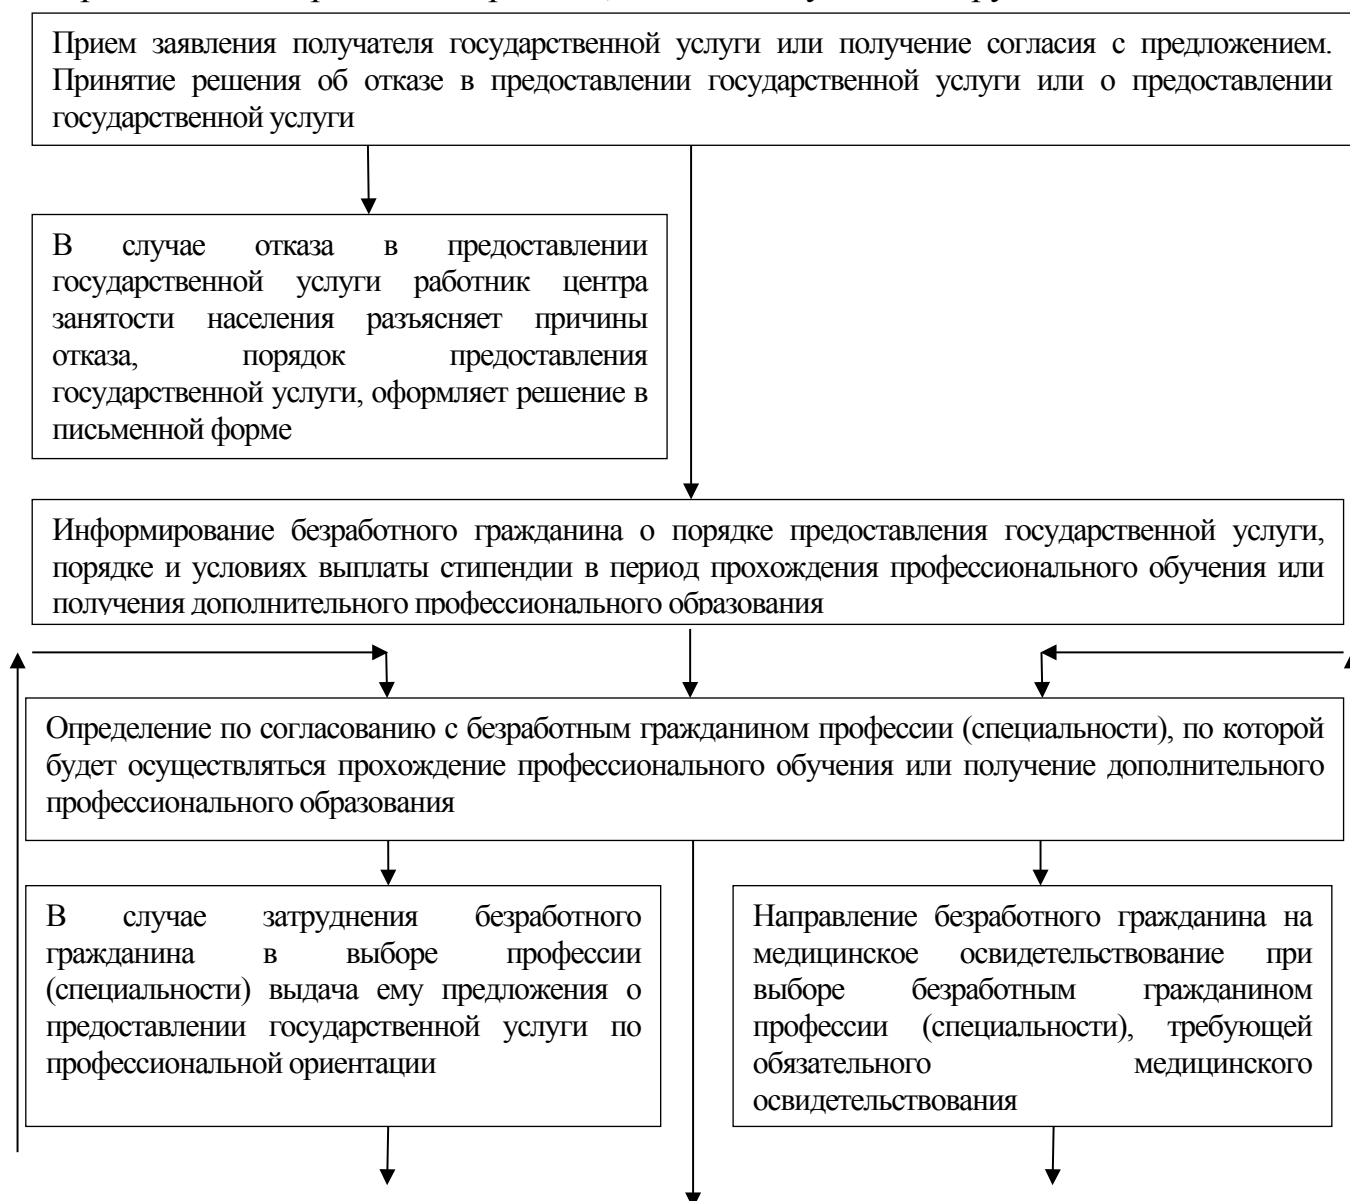 Прием заявления получателя государственной услуги или получение согласия с предложением.
Принятие решения об отказе в предоставлении государственной услуги или о предоставлении
государственной услуги
В случае отказа в предоставлении
государственной услуги работник центра
занятости населения разъясняет причины
отказа, порядок предоставления
государственной услуги, оформляет решение в
письменной форме
Информирование безработного гражданина о порядке предоставления государственной услуги,
порядке и условиях выплаты стипендии в период прохождения профессионального обучения или
получения дополнительного профессионального образования
Определение по согласованию с безработным гражданином профессии (специальности), по которой
будет осуществляться прохождение профессионального обучения или получение дополнительного
профессионального образования
В случае затруднения безработного
гражданина в выборе профессии
(специальности) выдача ему предложения о
предоставлении государственной услуги по
профессиональной ориентации
Направление безработного гражданина на
медицинское освидетельствование при
выборе безработным гражданином
профессии (специальности), требующей
обязательного медицинского
освидетельствования